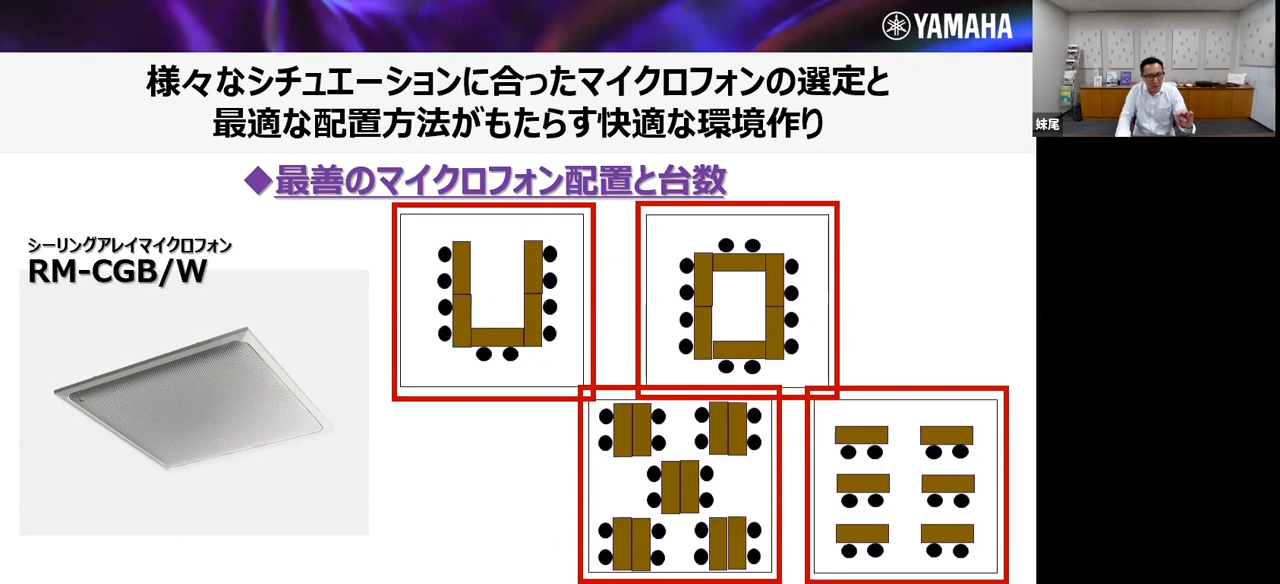 YAMAHA
様々なシチュエーションに合ったマイクロフォンの選定と
最適な配置方法がもたらす快適な環境作り
◆最善のマイクロフォン配置と台数
シーリングアレイマイクロフォン
RM-CGB/W
妹尾